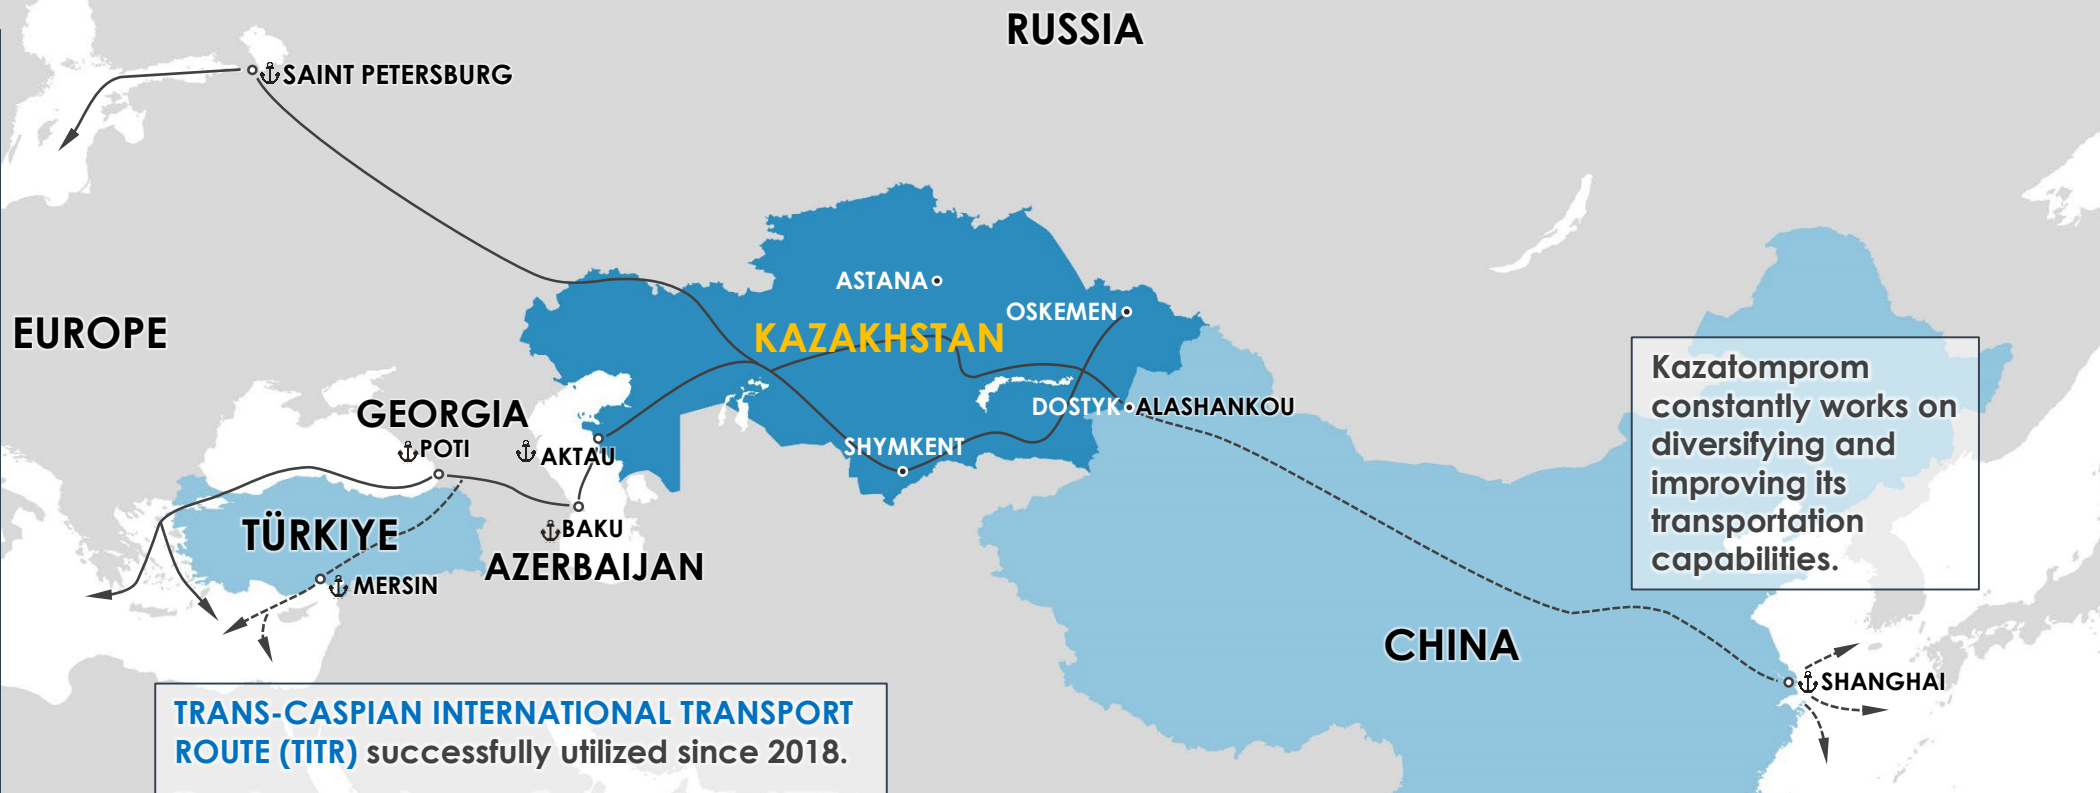 RUSSIA
SAINT PETERSBURG
ASTANA
OSKEMEN
EUROPE
KAZAKHSTAN
Kazatomprom
constantly works on
diversifying and
improving its
transportation
capabilities.
GEORGIA
DOSTYK
ALASHANKOU
POTI
AKTAU
SHYMKENT
TÜRKIYE
BAKU
AZERBAIJAN
MERSIN
CHINA
SHANGHAI
TRANS-CASPIAN INTERNATIONAL TRANSPORT
ROUTE (TITR) successfully utilized since 2018.